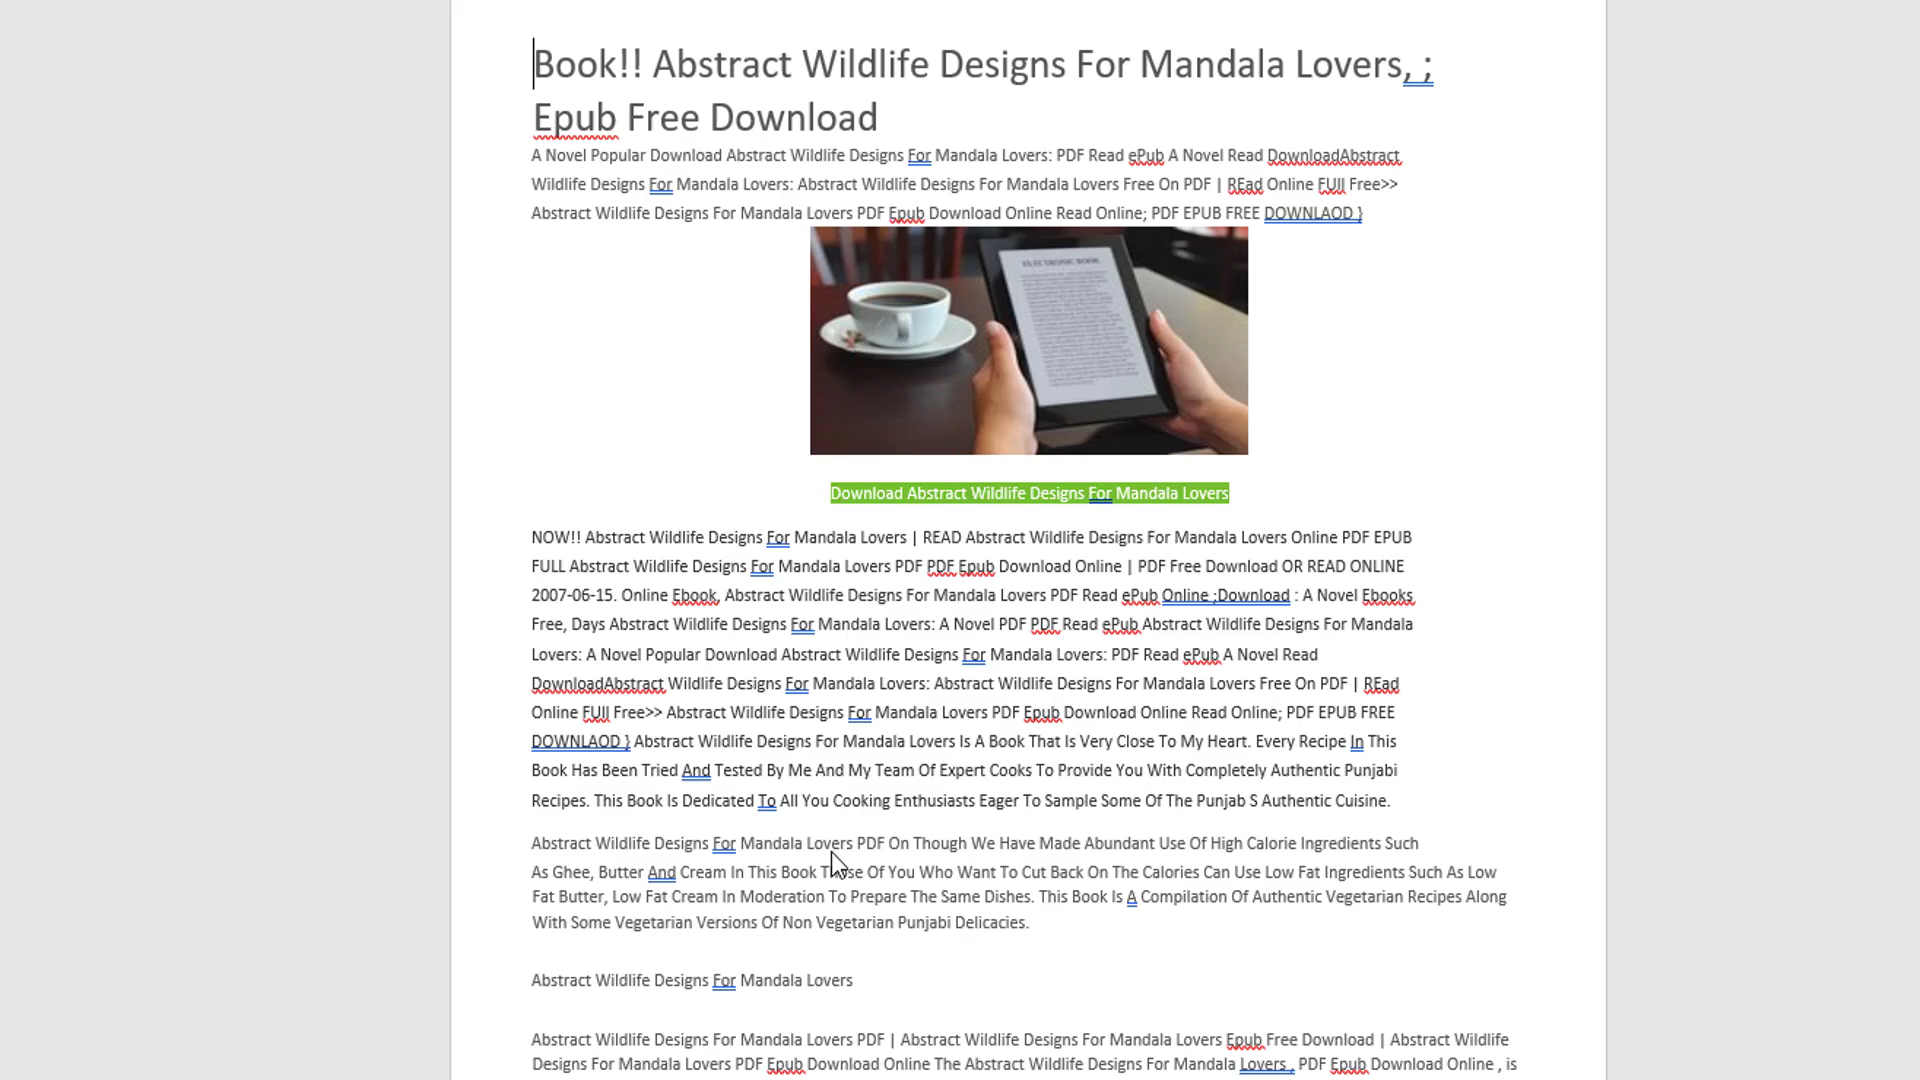 Book!! Abstract Wildlife Designs For Mandala Lovers, ;
Epub Free Download
A Novel Popular Download Abstract Wildlife Designs For Mandala Lovers: PDF Read ePub A Novel Read DownloadAbstract
Wildlife Designs For Mandala Lovers: Abstract Wildlife Designs For Mandala Lovers Free On PDF | REad Online FUll Free>>
Abstract Wildlife Designs For Mandala Lovers PDF Epub Download Online Read Online; PDF EPUB FREE DOWNLAOD }
ELECTRONIC BOOK
Download Abstract Wildlife Designs For Mandala Lovers
NOW!! Abstract Wildlife Designs For Mandala Lovers | READ Abstract Wildlife Designs For Mandala Lovers Online PDF EPUB
FULL Abstract Wildlife Designs For Mandala Lovers PDF PDF Epub Download Online | PDF Free Download OR READ ONLINE
2007-06-15. Online Ebook, Abstract Wildlife Designs For Mandala Lovers PDF Read ePub Online ;Download : A Novel Ebooks
Free, Days Abstract Wildlife Designs For Mandala Lovers: A Novel PDF PDF Read ePub Abstract Wildlife Designs For Mandala
Lovers: A Novel Popular Download Abstract Wildlife Designs For Mandala Lovers: PDF Read ePub A Novel Read
DownloadAbstract Wildlife Designs For Mandala Lovers: Abstract Wildlife Designs For Mandala Lovers Free On PDF | REad
Online FUll Free>> Abstract Wildlife Designs For Mandala Lovers PDF Epub Download Online Read Online; PDF EPUB FREE
DOWNLAOD } Abstract Wildlife Designs For Mandala Lovers Is A Book That Is Very Close To My Heart. Every Recipe In This
Book Has Been Tried And Tested By Me And My Team Of Expert Cooks To Provide You With Completely Authentic Punjabi
Recipes. This Book Is Dedicated To All You Cooking Enthusiasts Eager To Sample Some Of The Punjab S Authentic Cuisine.
Abstract Wildlife Designs For Mandala Lovers PDF On Though We Have Made Abundant Use Of High Calorie Ingredients Such
As Ghee, Butter And Cream In This Book Those Of You Who Want To Cut Back On The Calories Can Use Low Fat Ingredients Such As Low
Fat Butter, Low Fat Cream In Moderation To Prepare The Same Dishes. This Book Is A Compilation Of Authentic Vegetarian Recipes Along
With Some Vegetarian Versions Of Non Vegetarian Punjabi Delicacies.
Abstract Wildlife Designs For Mandala Lovers
Abstract Wildlife Designs For Mandala Lovers PDF | Abstract Wildlife Designs For Mandala Lovers Epub Free Download | Abstract Wildlife
Designs For Mandala Lovers PDF Epub Download Online The Abstract Wildlife Designs For Mandala Lovers , PDF Epub Download Online , is